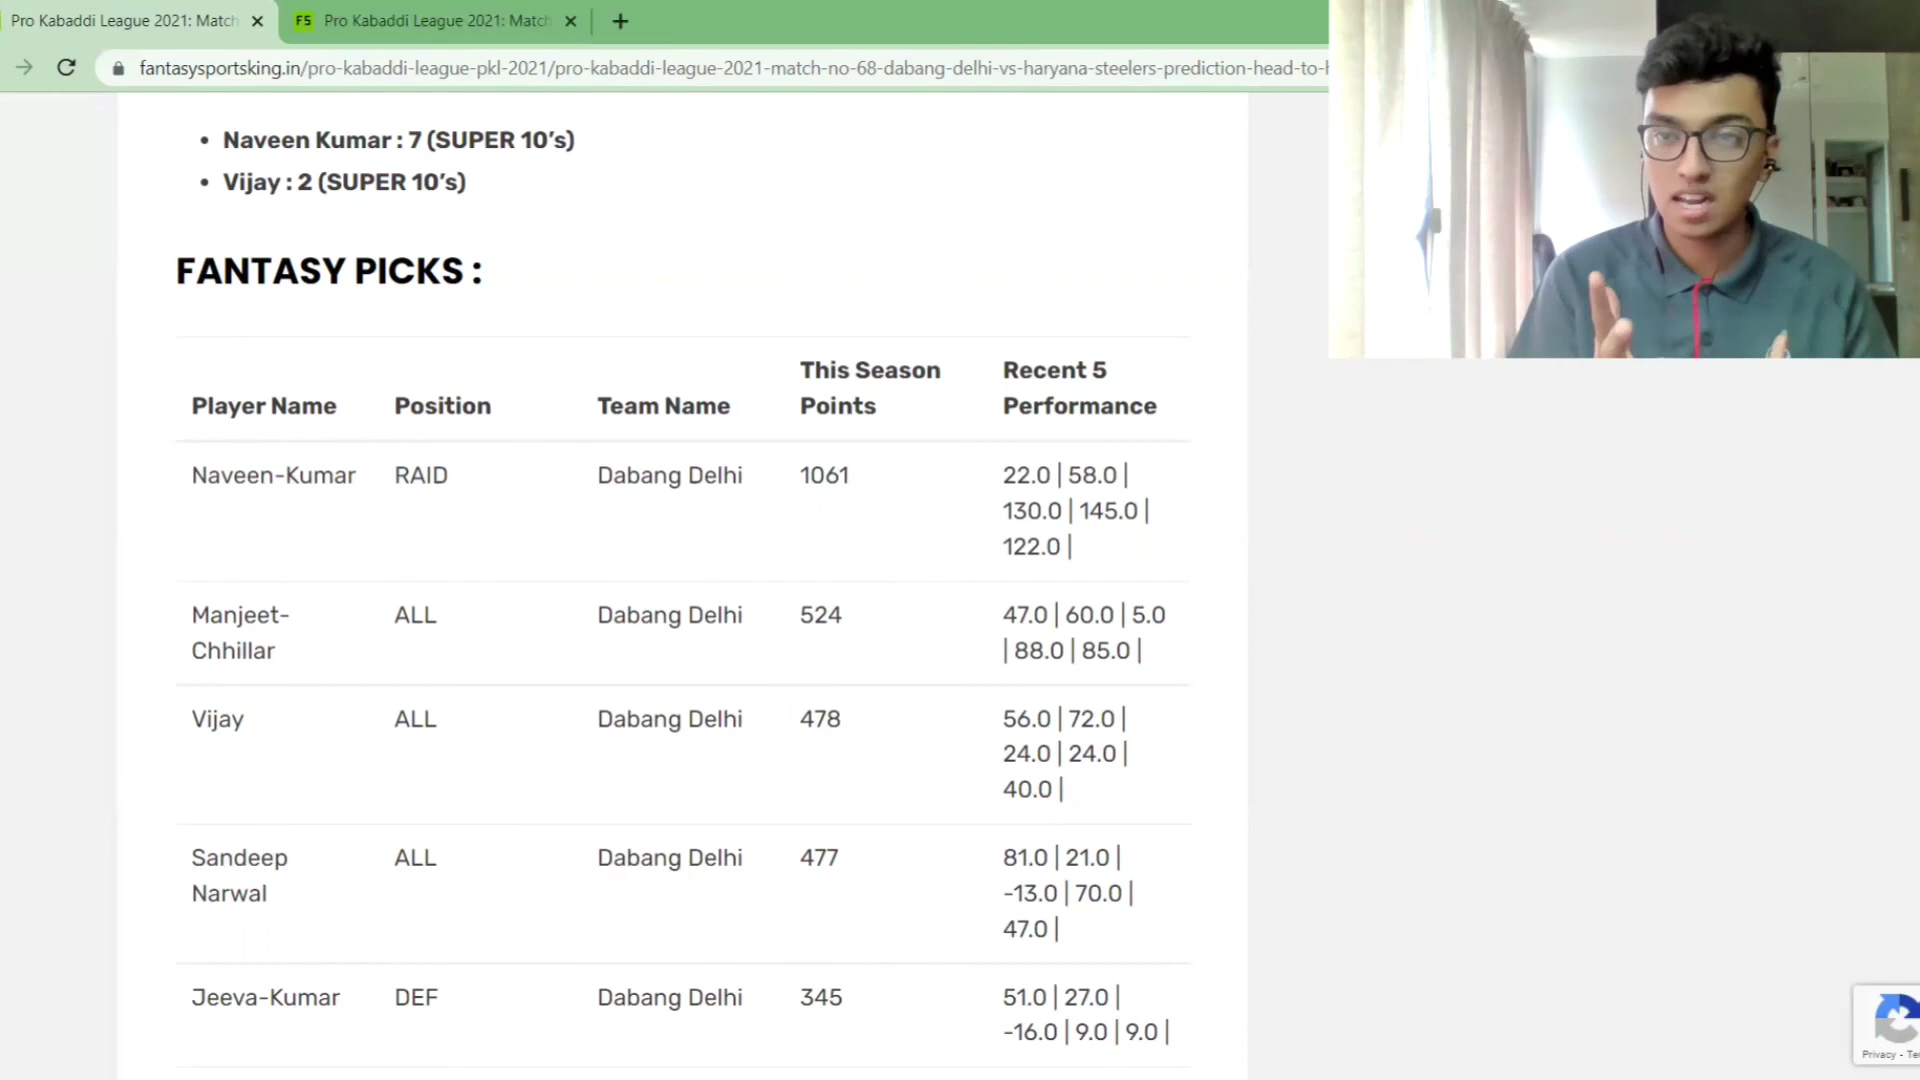 Pro Kabaddi League 2021: Match
FS Pro Kabaddi League 2021: Match
fantasysportsking.in/pro-kabaddi-league-pkl-2021/pro-kabaddi-league-2021-match-no-68-dabang-delhi-vs-haryana-steelers-prediction-head-to-h
• Naveen Kumar : 7 (SUPER 10’s)
• Vijay : 2 (SUPER 10’s)
FANTASY PICKS :
Player Name Position Team Name This Season Points Recent 5 Performance
Naveen-Kumar RAID Dabang Delhi 1061 22.0 | 58.0 |
130.0 | 145.0 |
122.0 |
Manjeet- ALL Dabang Delhi 524 47.0 | 60.0 | 5.0
Chhillar | 88.0 | 85.0 |
Vijay ALL Dabang Delhi 478 56.0 | 72.0 |
24.0 | 24.0 |
40.0 |
Sandeep ALL Dabang Delhi 477 81.0 | 21.0 |
Narwal -13.0 | 70.0 |
47.0 |
Jeeva-Kumar DEF Dabang Delhi 345 51.0 | 27.0 |
-16.0 | 9.0 | 9.0 |
Privacy - Te